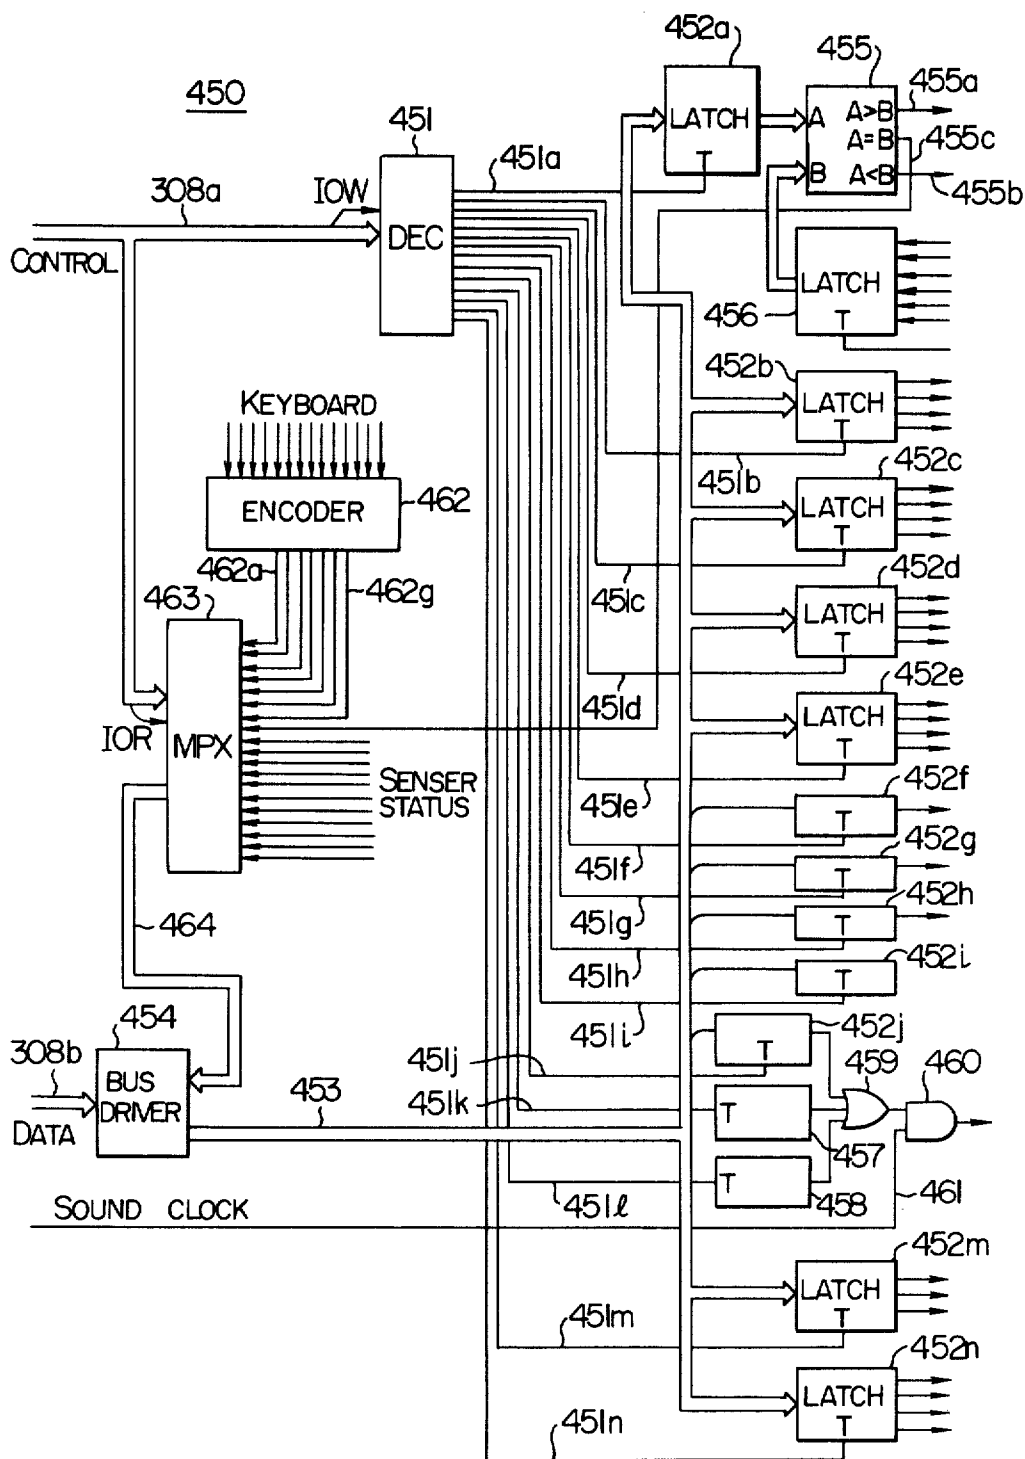 452a
455
450
LATCH
T
A
A>B
455a
A=B
455c
B
A<B
455b
451
451a
308a
IOW
DEC
CONTROL
LATCH
T
456
452b
LATCH
T
451b
KEYBOARD
ENCODER
462
452c
LATCH
T
451c
462a
462g
463
452d
LATCH
T
451d
IOR
MPX
452e
LATCH
T
451e
SENSER
STATUS
452f
T
451f
452g
T
451g
452h
T
451h
464
452i
T
451i
454
308b
BUS
DRIVER
DATA
453
451j
452j
T
459
460
451k
T
457
451l
T
458
461
SOUND CLOCK
452m
LATCH
T
451m
452n
LATCH
T
451n